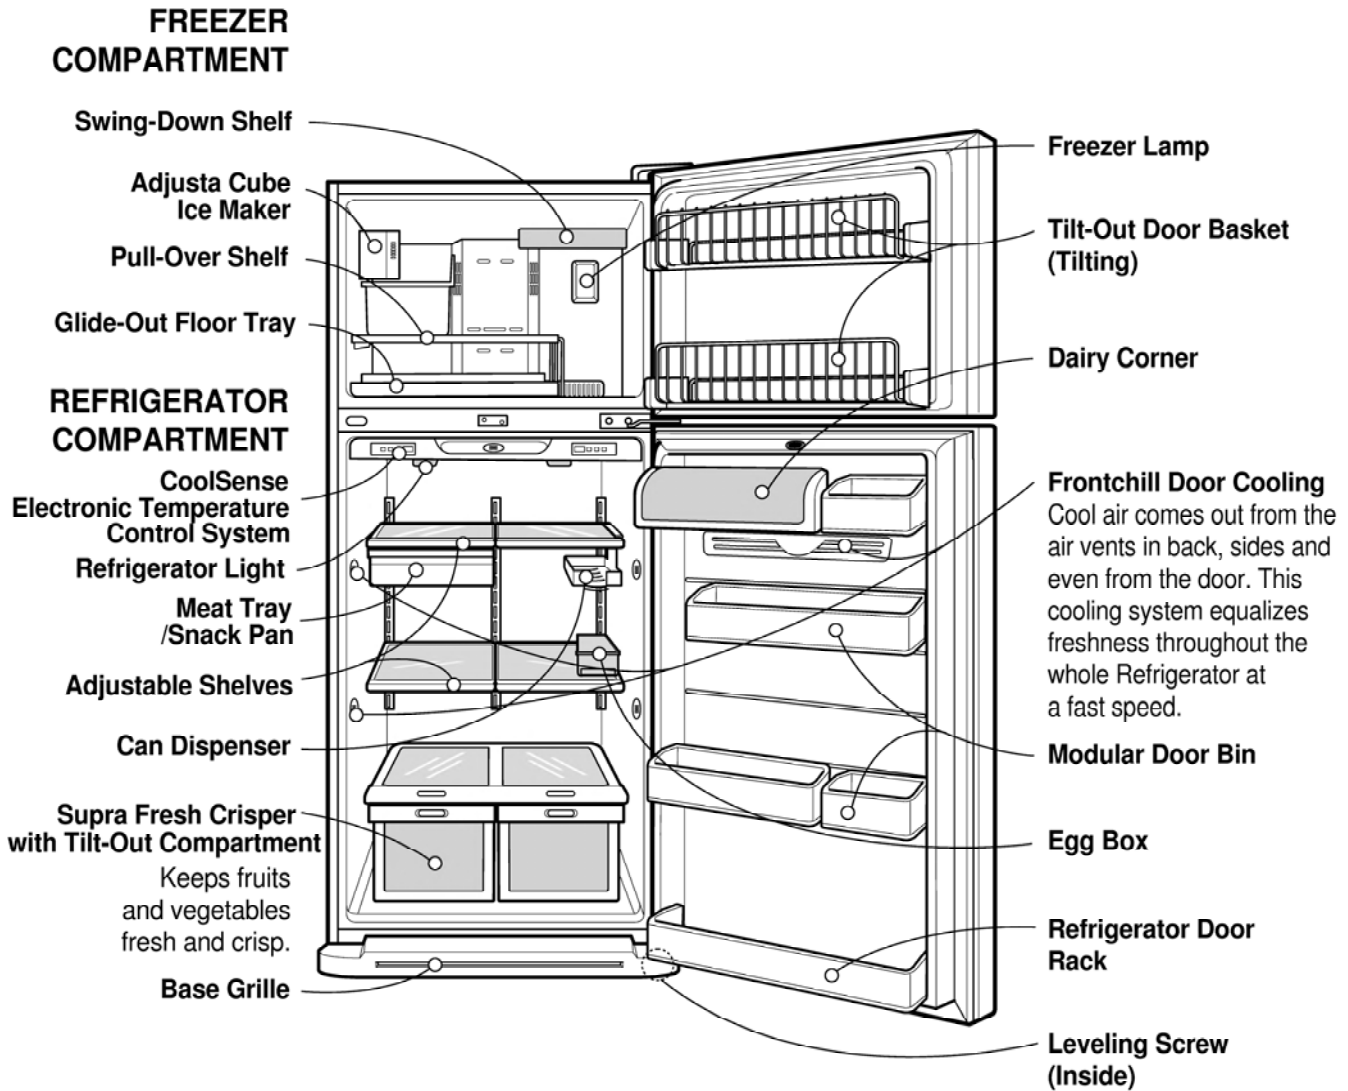 FREEZER
COMPARTMENT
Swing-Down Shelf
Adjusta Cube
Ice Maker
Pull-Over Shelf
Glide-Out Floor Tray
REFRIGERATOR
COMPARTMENT
CoolSense
Electronic Temperature
Control System
Refrigerator Light
Meat Tray
/Snack Pan
Adjustable Shelves
Can Dispenser
Supra Fresh Crisper
with Tilt-Out Compartment
Keeps fruits
and vegetables
fresh and crisp.
Base Grille
Freezer Lamp
Tilt-Out Door Basket
(Tilting)
Dairy Corner
Frontchill Door Cooling
Cool air comes out from the
air vents in back, sides and
even from the door. This
cooling system equalizes
freshness throughout the
whole Refrigerator at
a fast speed.
Modular Door Bin
Egg Box
Refrigerator Door
Rack
Leveling Screw
(Inside)